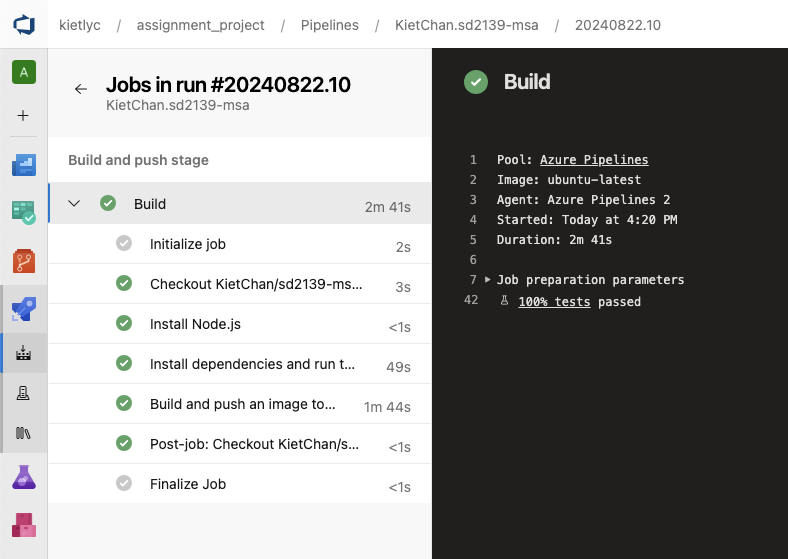 kietlyc / assignment_project / Pipelines / KietChan.sd2139-msa / 20240822.10
A
Jobs in run #20240822.10
KietChan.sd2139-msa
Build and push stage
Build 2m 41s
Initialize job 2s
Checkout KietChan/sd2139-ms... 3s
Install Node.js <1s
Install dependencies and run t... 49s
Build and push an image to... 1m 44s
Post-job: Checkout KietChan/s... <1s
Finalize Job <1s
Build
1 Pool: Azure Pipelines
2 Image: ubuntu-latest
3 Agent: Azure Pipelines 2
4 Started: Today at 4:20 PM
5 Duration: 2m 41s
6
7 Job preparation parameters
42 100% tests passed